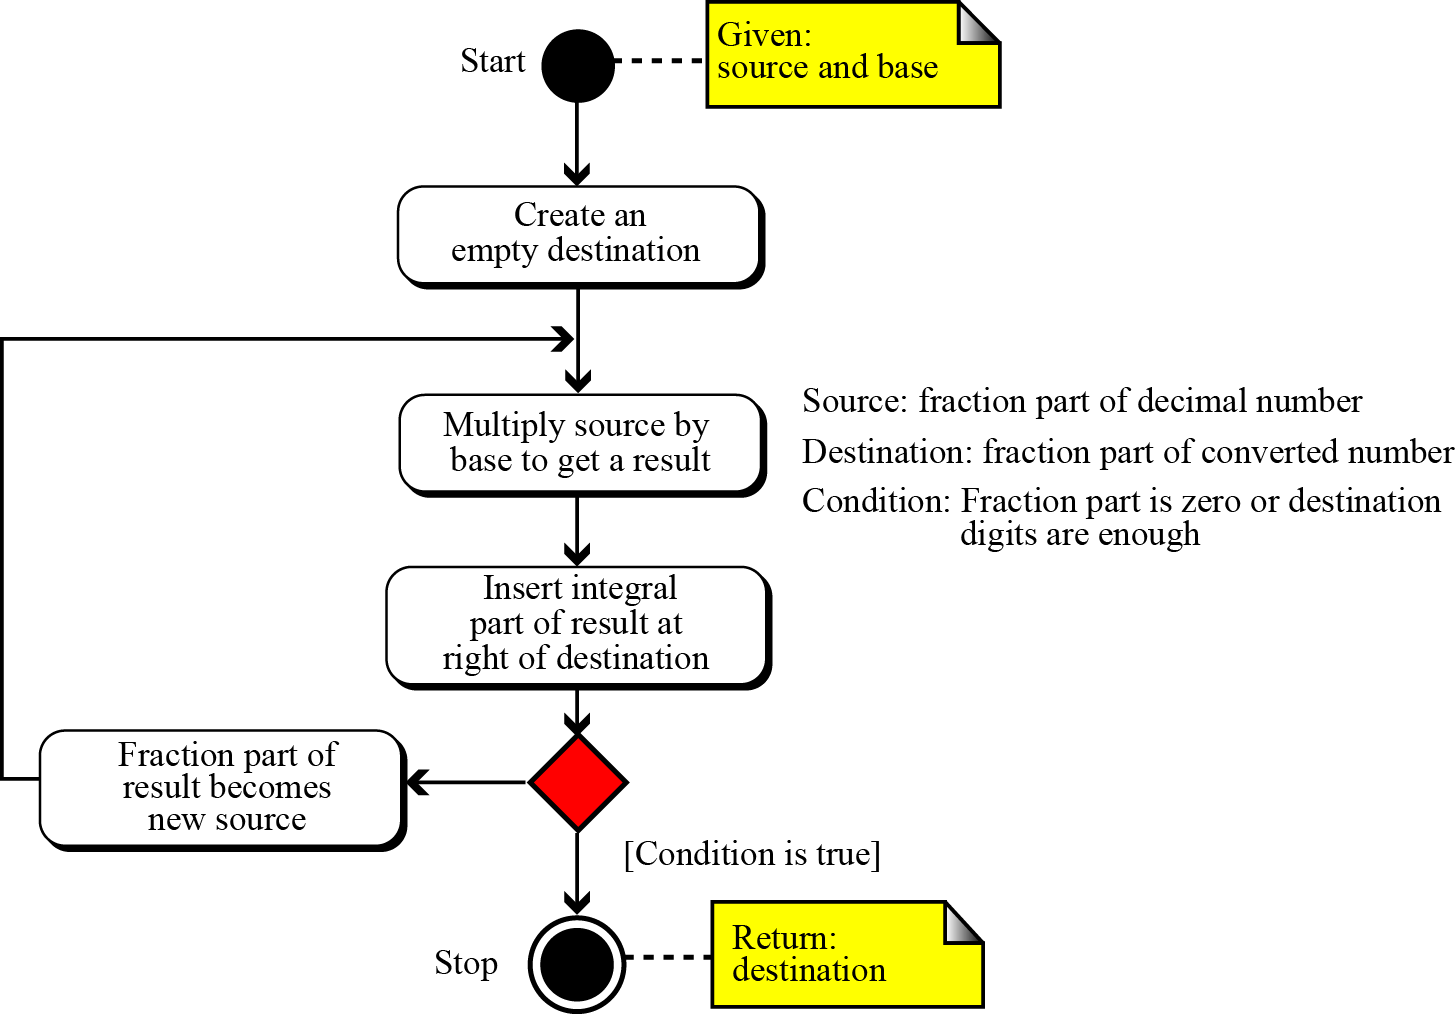 Start
Given:
source and base
Create an
empty destination
Multiply source by
base to get a result
Source: fraction part of decimal number
Destination: fraction part of converted number
Condition: Fraction part is zero or destination
digits are enough
Insert integral
part of result at
right of destination
Fraction part of
result becomes
new source
[Condition is true]
Stop
Return:
destination